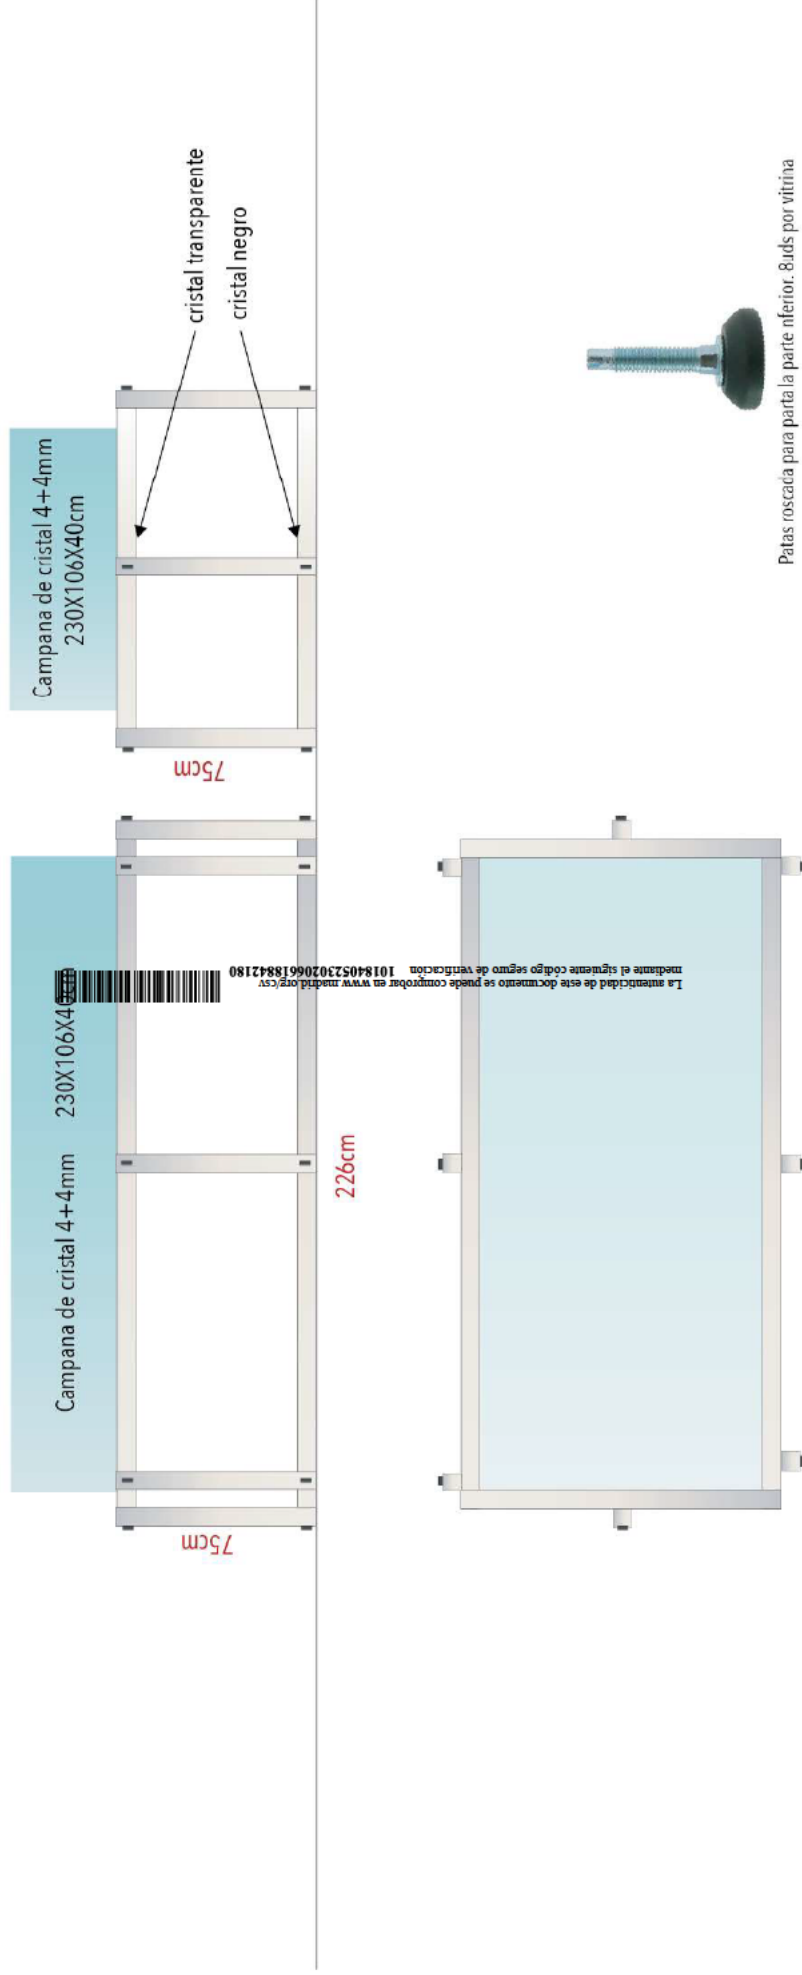 Campana de cristal 4+4mm 230X106X40cm
75cm
226cm
Campana de cristal 4+4mm
230X106X40cm
75cm
cristal transparente
cristal negro
Patas roscada para parta la parte nferior. 8uds por vitrina
La autenticidad de este documento se puede comprobar en www.madrid.org/csv
mediante el siguiente código seguro de verificación 1018405230206618842180